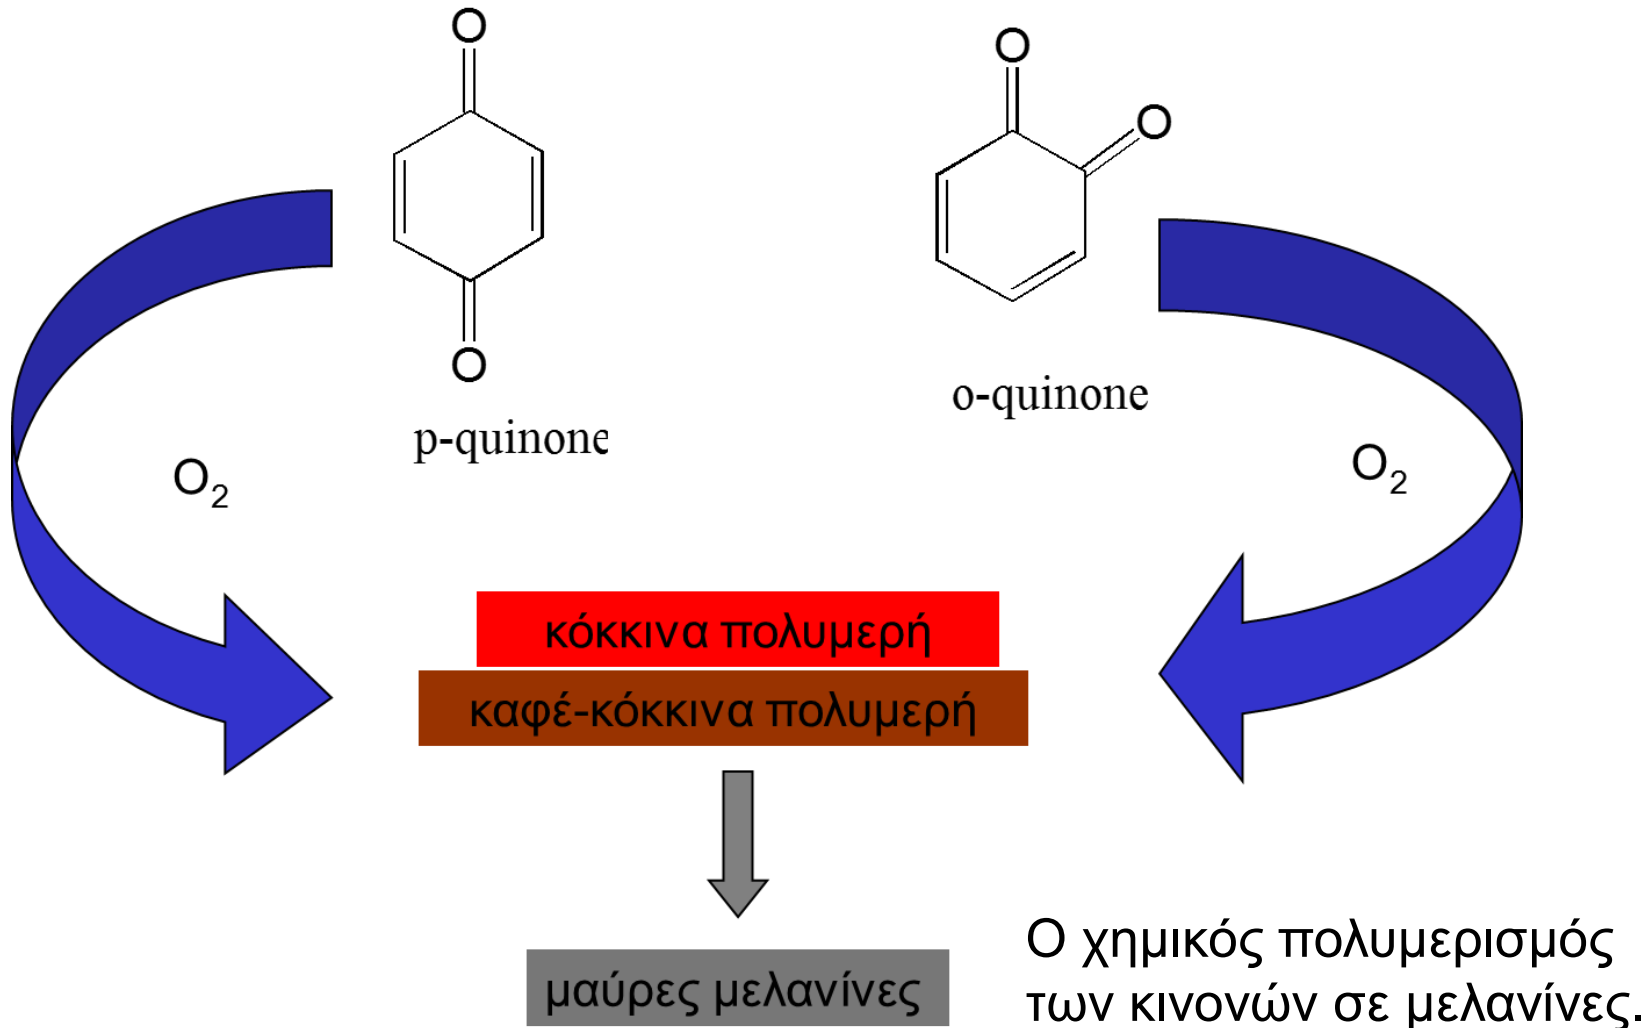 O
O
O
O
p-quinone
o-quinone
O2
O2
κόκκινα πολυμερή
καφέ-κόκκινα πολυμερή
μαύρες μελανίνες
Ο χημικός πολυμερισμός
των κινονών σε μελανίνες.